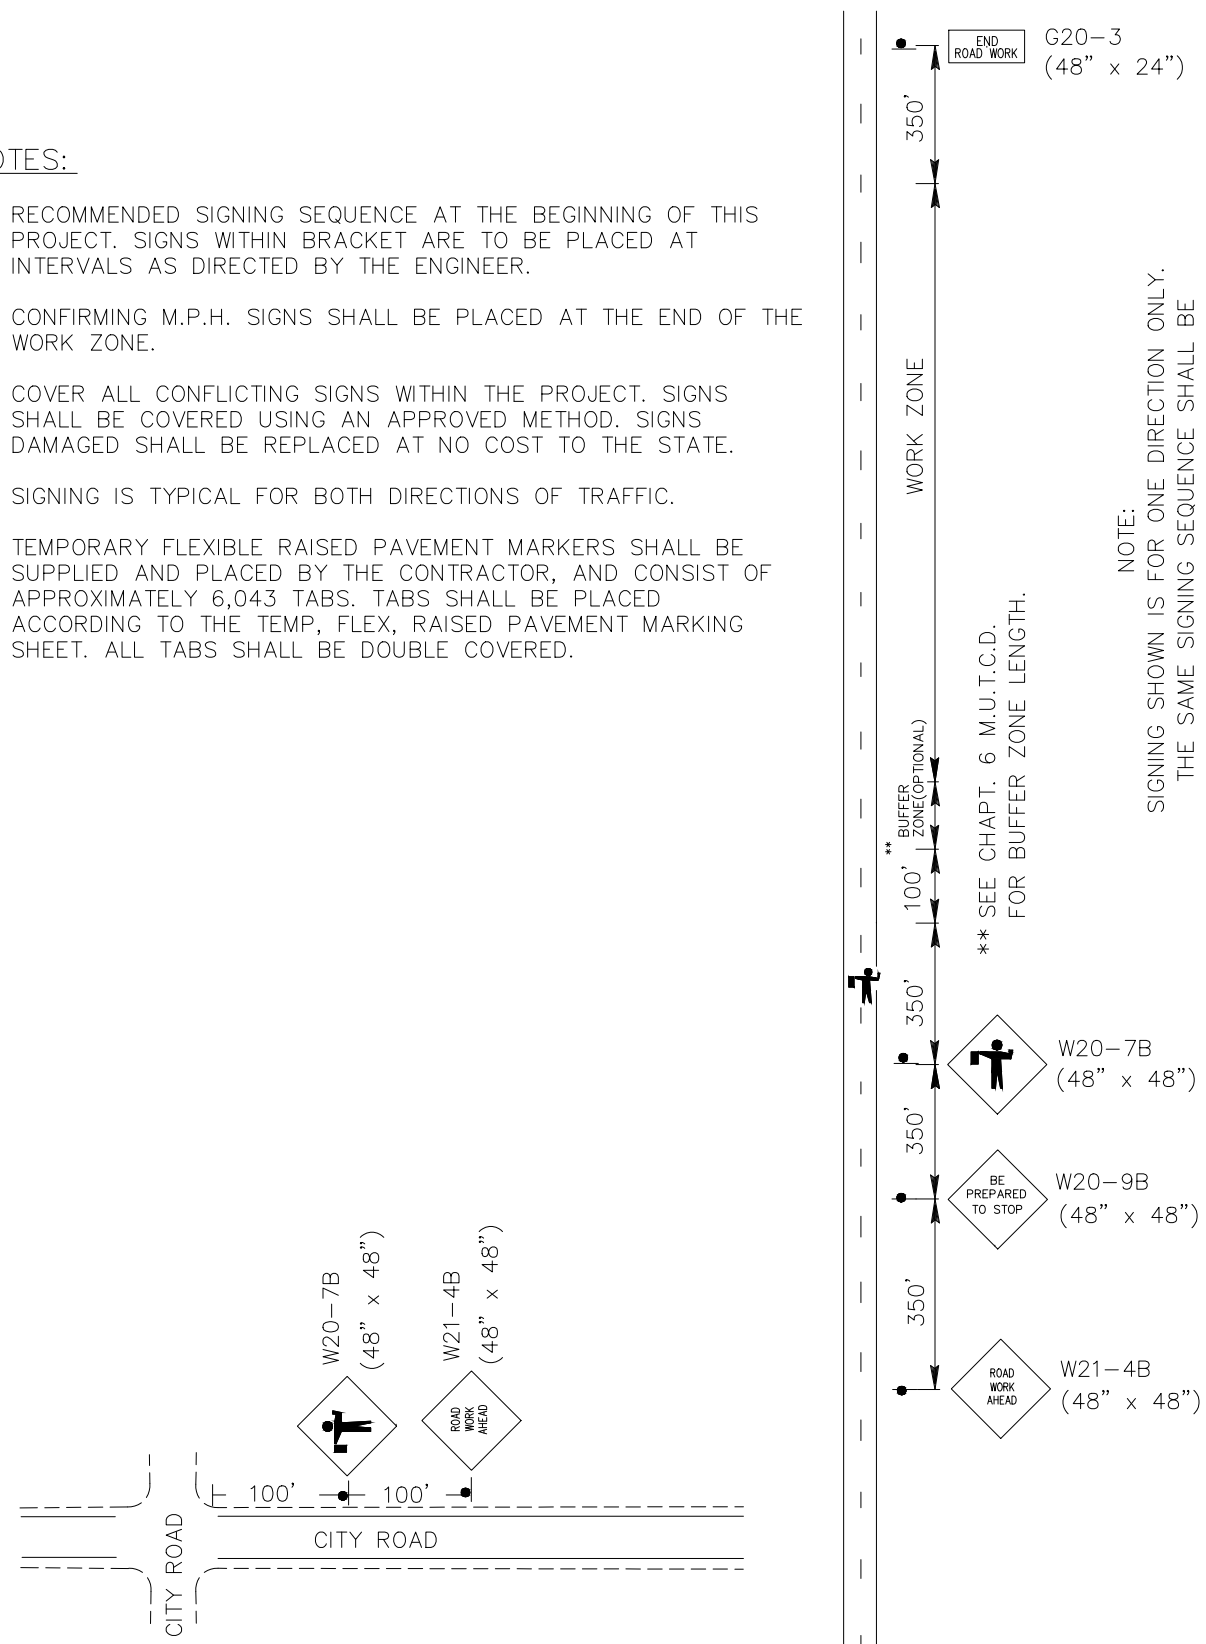 OTES:
RECOMMENDED SIGNING SEQUENCE AT THE BEGINNING OF THIS
PROJECT. SIGNS WITHIN BRACKET ARE TO BE PLACED AT
INTERVALS AS DIRECTED BY THE ENGINEER.
CONFIRMING M.P.H. SIGNS SHALL BE PLACED AT THE END OF THE
WORK ZONE.
COVER ALL CONFLICTING SIGNS WITHIN THE PROJECT. SIGNS
SHALL BE COVERED USING AN APPROVED METHOD. SIGNS
DAMAGED SHALL BE REPLACED AT NO COST TO THE STATE.
SIGNING IS TYPICAL FOR BOTH DIRECTIONS OF TRAFFIC.
TEMPORARY FLEXIBLE RAISED PAVEMENT MARKERS SHALL BE
SUPPLIED AND PLACED BY THE CONTRACTOR, AND CONSIST OF
APPROXIMATELY 6,043 TABS. TABS SHALL BE PLACED
ACCORDING TO THE TEMP, FLEX, RAISED PAVEMENT MARKING
SHEET. ALL TABS SHALL BE DOUBLE COVERED.
END
ROAD WORK
G20-3
(48" x 24")
350'
WORK ZONE
BUFFER
ZONE(OPTIONAL)
**
100'
350'
** SEE CHAPT. 6 M.U.T.C.D.
FOR BUFFER ZONE LENGTH.
NOTE:
SIGNING SHOWN IS FOR ONE DIRECTION ONLY.
THE SAME SIGNING SEQUENCE SHALL BE
W20-7B
(48" x 48")
350'
BE
PREPARED
TO STOP
W20-9B
(48" x 48")
350'
ROAD
WORK
AHEAD
W21-4B
(48" x 48")
W20-7B
(48" x 48")
W21-4B
(48" x 48")
ROAD
WORK
AHEAD
100'
100'
CITY ROAD
CITY ROAD